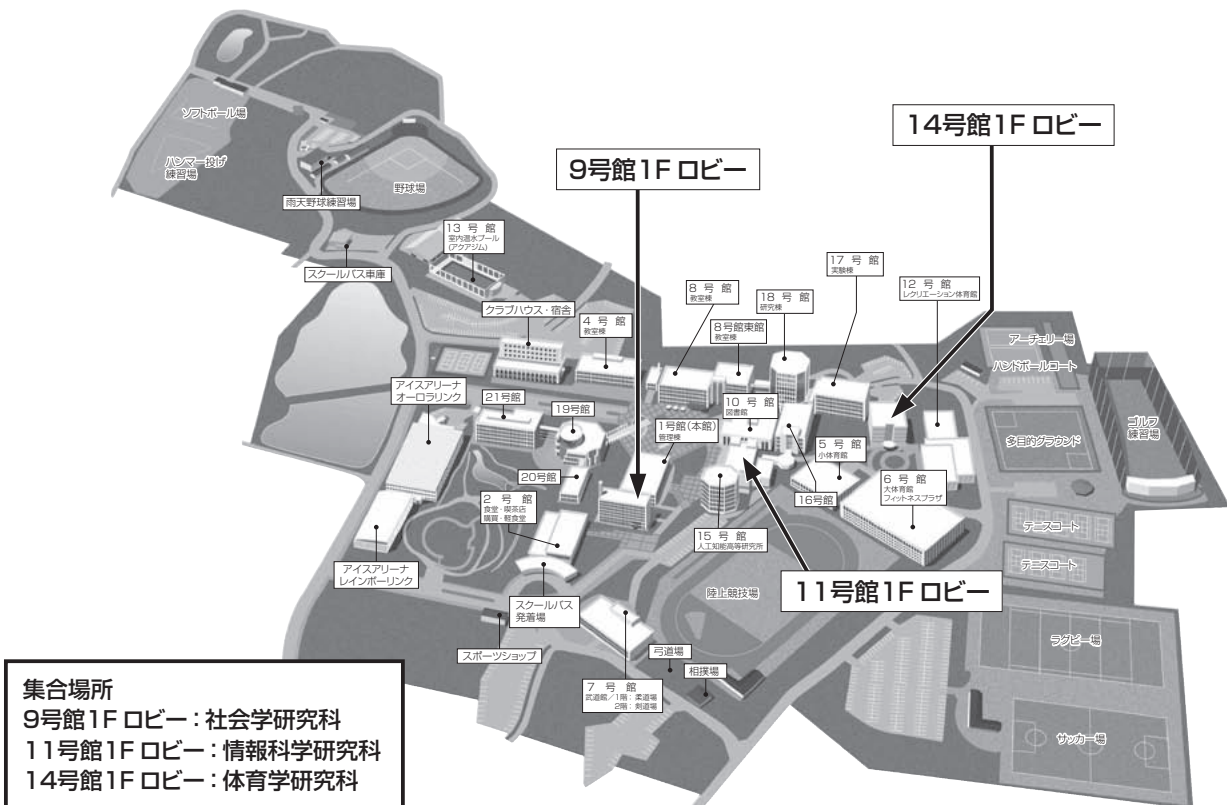 ソフトボール場
ハンマー投げ
練習場
雨天野球練習場
野球場
スクールバス車庫
13 号 館
室内温水プール
(アクアジム)
9号館1F ロビー
14号館1F ロビー
クラブハウス・宿舎
4 号 館
教室棟
8 号 館
教室棟
8号館東館
教室棟
18 号 館
研究棟
17 号 館
実験棟
12 号 館
レクリエーション体育館
アーチェリー場
ハンドボールコート
ゴルフ
練習場
多目的グラウンド
アイスアリーナ
オーロラリンク
21号館
19号館
1号館(本館)
管理棟
10 号 館
図書館
5 号 館
小体育館
6 号 館
大体育館
フィットネスプラザ
16号館
20号館
2 号 館
食堂・喫茶店
購買・軽食堂
15 号 館
人工知能高等研究所
テニスコート
テニスコート
アイスアリーナ
レインボーリンク
スクールバス
発着場
陸上競技場
11号館1F ロビー
スポーツショップ
弓道場
相撲場
7 号 館
武道館／1階：柔道場
2階：剣道場
ラグビー場
サッカー場
集合場所
9号館1F ロビー：社会学研究科
11号館1F ロビー：情報科学研究科
14号館1F ロビー：体育学研究科